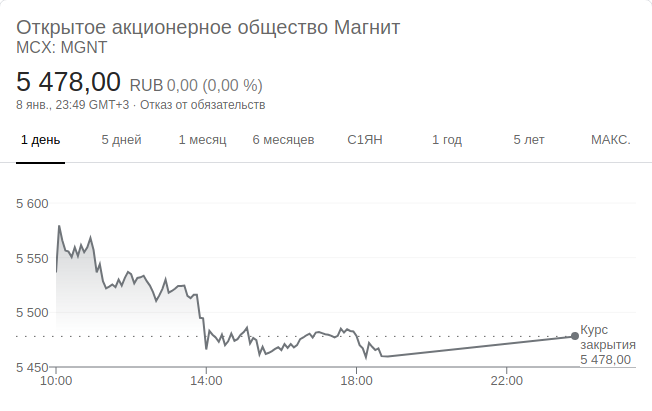 Открытое акционерное общество Магнит
MCX: MGNT
5 478,00 RUB 0,00 (0,00 %)
8 янв., 23:49 GMT+3 · Отказ от обязательств
1 день 5 дней 1 месяц 6 месяцев С1ЯН 1 год 5 лет МАКС.
5 600
5 550
5 500
5 450
Курс
закрытия
5 478,00
10:00 14:00 18:00 22:00